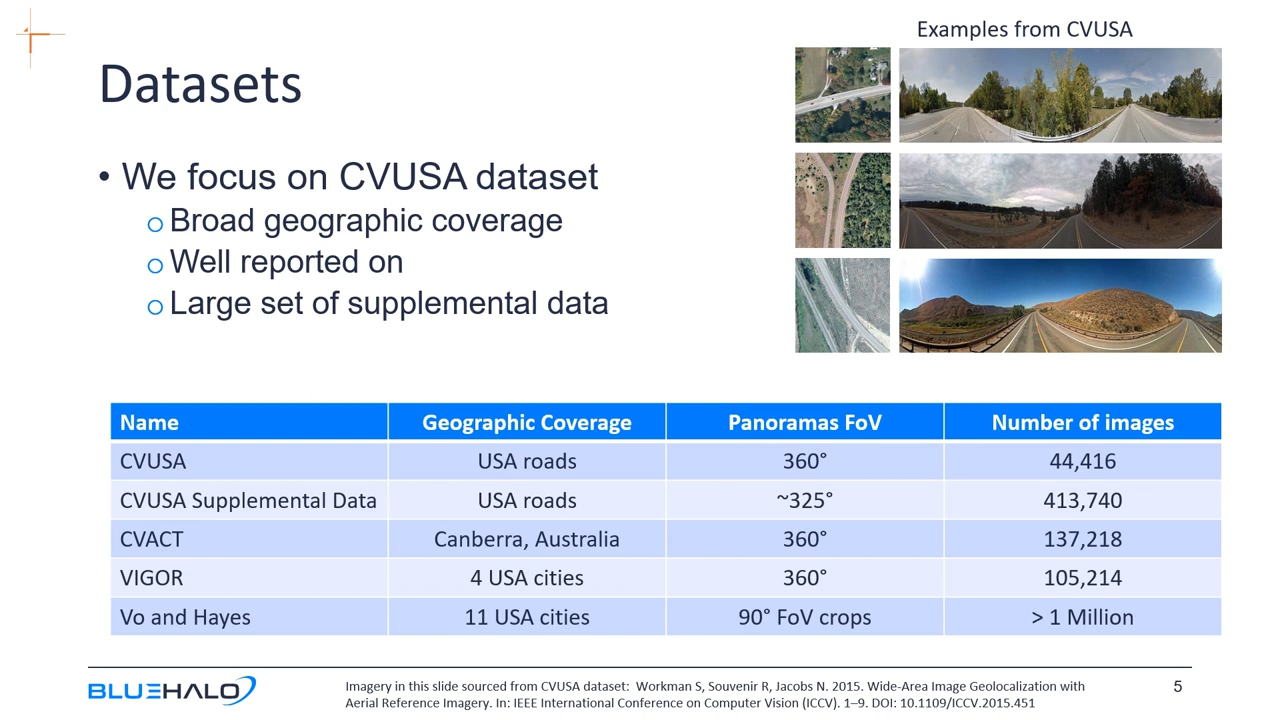 Examples from CVUSA
Datasets
• We focus on CVUSA dataset
o Broad geographic coverage
o Well reported on
o Large set of supplemental data
Name Geographic Coverage Panoramas FoV Number of images
CVUSA USA roads 360° 44,416
CVUSA Supplemental Data USA roads ~325° 413,740
CVACT Canberra, Australia 360° 137,218
VIGOR 4 USA cities 360° 105,214
Vo and Hayes 11 USA cities 90° FoV crops > 1 Million
BLUEHALO
Imagery in this slide sourced from CVUSA dataset: Workman S, Souvenir R, Jacobs N. 2015. Wide-Area Image Geolocalization with
Aerial Reference Imagery. In: IEEE International Conference on Computer Vision (ICCV). 1–9. DOI: 10.1109/ICCV.2015.451
5